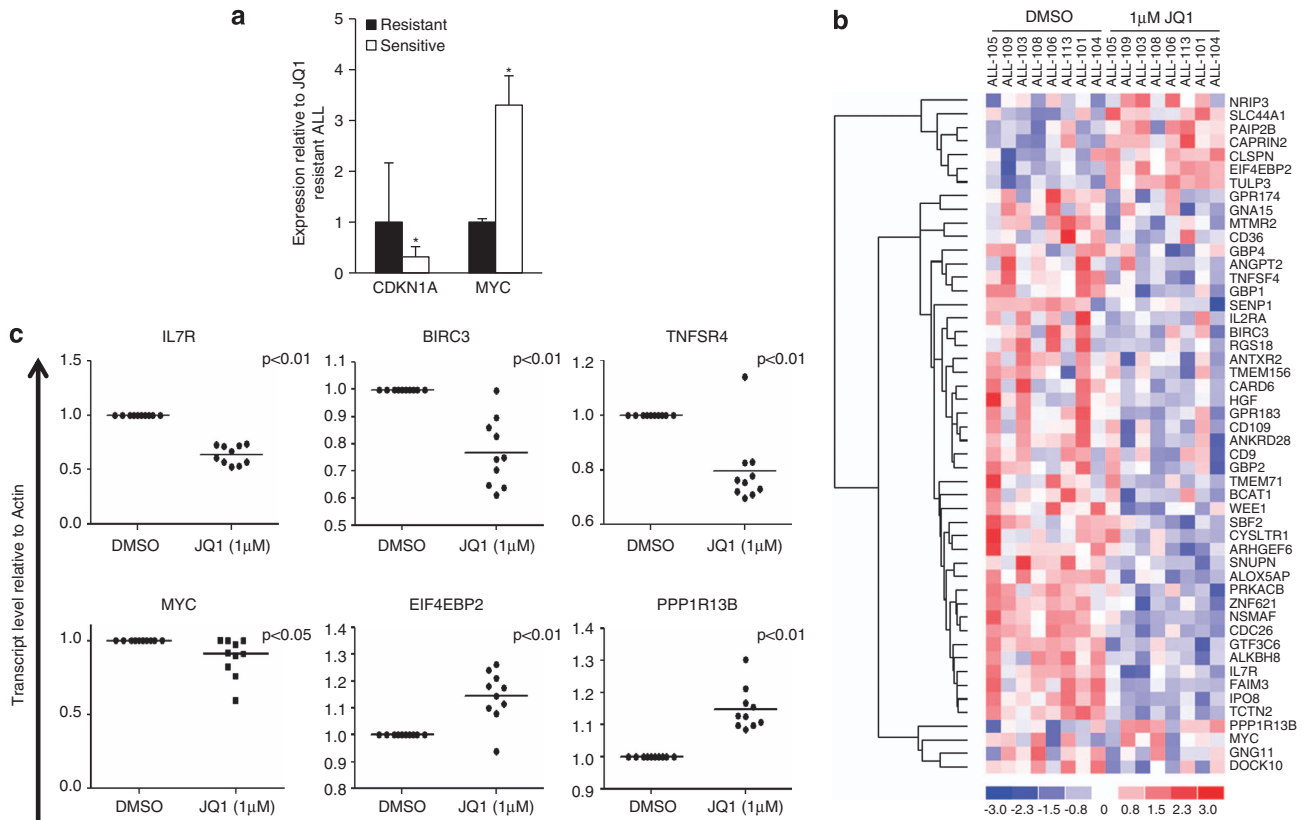 a
Resistant
Sensitive
Expression relative to JQ1
resistant ALL
5
4
3
2
1
0
*
*
CDKN1A
MYC
b
DMSO
1μM JQ1
ALL-105
ALL-109
ALL-103
ALL-108
ALL-106
ALL-113
ALL-101
ALL-104
ALL-105
ALL-109
ALL-103
ALL-108
ALL-106
ALL-113
ALL-101
ALL-104
NRIP3
SLC44A1
PAIP2B
CAPRIN2
CLSPN
EIF4EBP2
TULP3
GPR174
GNA15
MTMR2
CD36
GBP4
ANGPT2
TNFSF4
GBP1
SENP1
IL2RA
BIRC3
RGS18
ANTXR2
TMEM156
CARD6
HGF
GPR183
CD109
ANKRD28
CD9
GBP2
TMEM71
BCAT1
WEE1
SBF2
CYSLTR1
ARHGEF6
SNUPN
ALOX5AP
PRKACB
ZNF621
NSMAF
CDC26
GTF3C6
ALKBH8
IL7R
FAIM3
IPO8
TCTN2
PPP1R13B
MYC
GNG11
DOCK10
-3.0 -2.3 -1.5 -0.8 0 0.8 1.5 2.3 3.0
c
Transcript level relative to Actin
IL7R
p<0.01
1.5
1.0
0.5
0.0
DMSO JQ1 (1μM)
BIRC3
p<0.01
1.1
1.0
0.9
0.8
0.7
0.6
0.5
DMSO JQ1 (1μM)
TNFSR4
p<0.01
1.2
1.0
0.8
0.6
DMSO JQ1 (1μM)
MYC
p<0.05
1.0
0.5
0.0
DMSO JQ1 (1μM)
EIF4EBP2
p<0.01
1.4
1.3
1.2
1.1
1.0
0.9
0.8
DMSO JQ1 (1μM)
PPP1R13B
p<0.01
1.4
1.3
1.2
1.1
1.0
0.9
DMSO JQ1 (1μM)